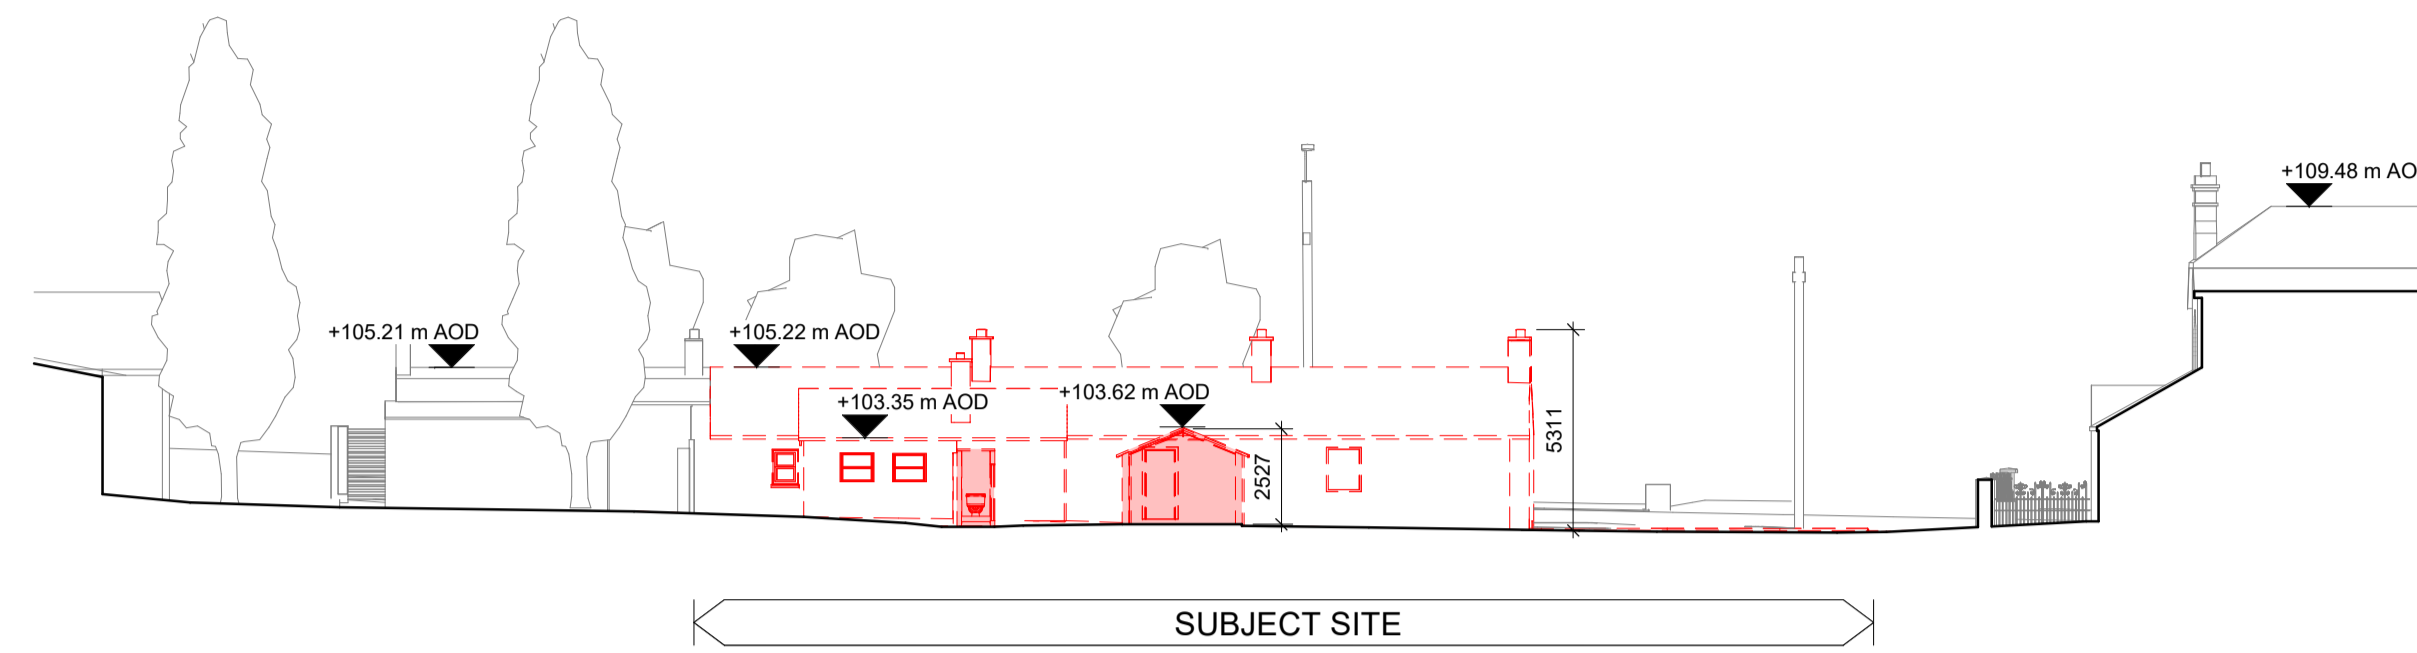 +109.48 m AO
+105.21 m AOD
+105.22 m AOD
+103.35 m AOD
+103.62 m AOD
2527
5311
SUBJECT SITE